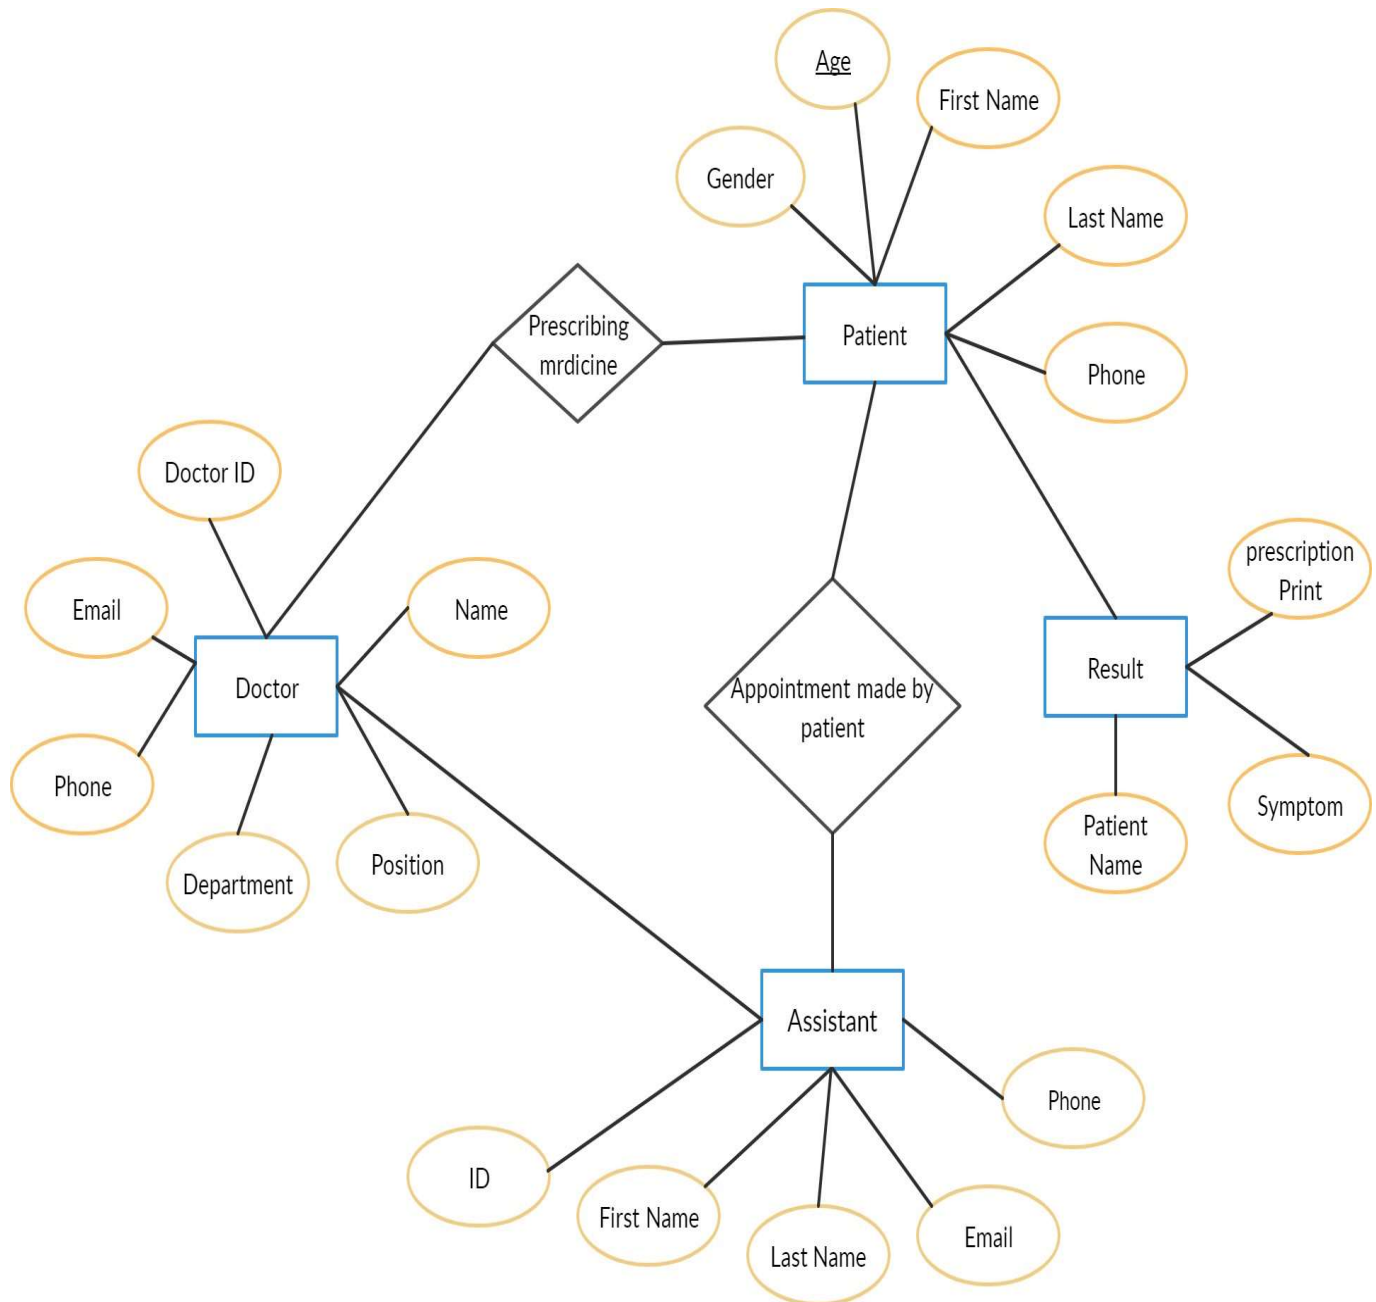 Age
First Name
Gender
Last Name
Prescribing
mrdicine
Patient
Phone
Doctor ID
prescription
Print
Email
Name
Doctor
Result
Appointment made by
patient
Phone
Symptom
Patient
Name
Position
Department
Assistant
Phone
ID
First Name
Last Name
Email